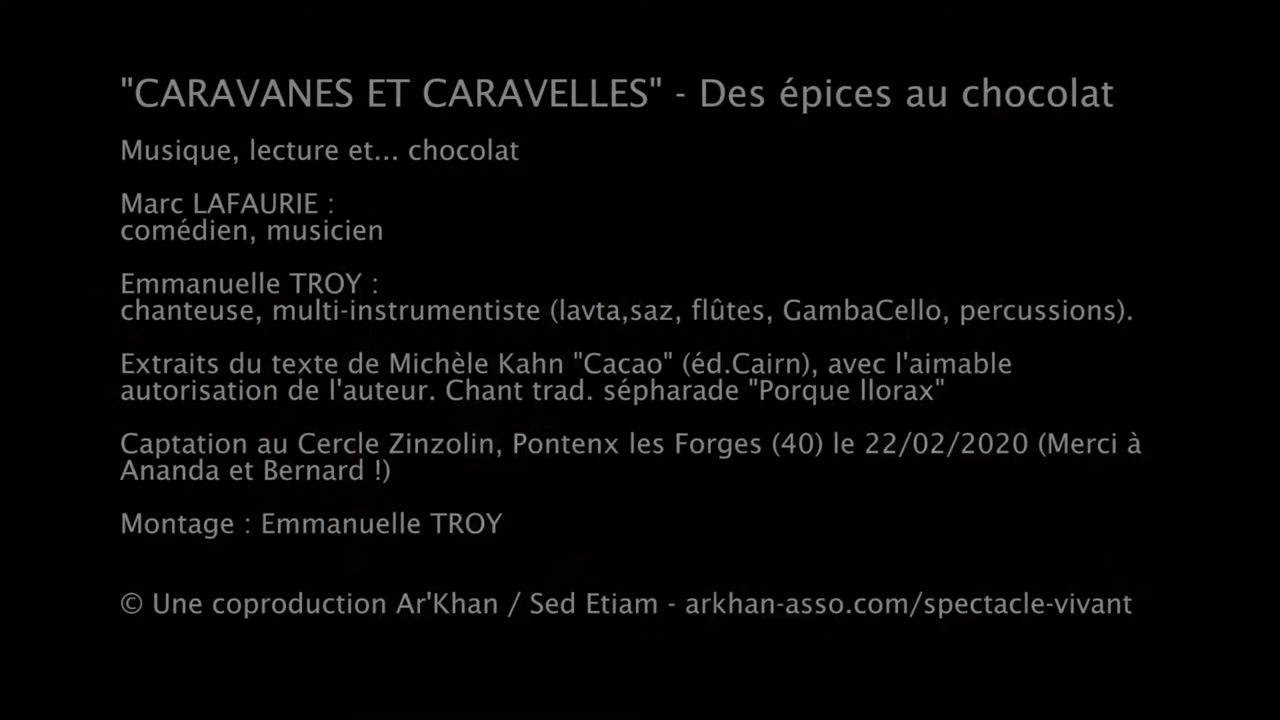 "CARAVANES ET CARAVELLES" - Des épices au chocolat
Musique, lecture et... chocolat
Marc LAFAURIE :
comédien, musicien
Emmanuelle TROY :
chanteuse, multi-instrumentiste (lavta,saz, flûtes, GambaCello, percussions).
Extraits du texte de Michèle Kahn "Cacao" (éd.Cairn), avec l'aimable
autorisation de l'auteur. Chant trad. sépharade "Porque llorax"
Captation au Cercle Zinzolin, Pontenx les Forges (40) le 22/02/2020 (Merci à
Ananda et Bernard !)
Montage : Emmanuelle TROY
© Une coproduction Ar'Khan / Sed Etiam - arkhan-asso.com/spectacle-vivant